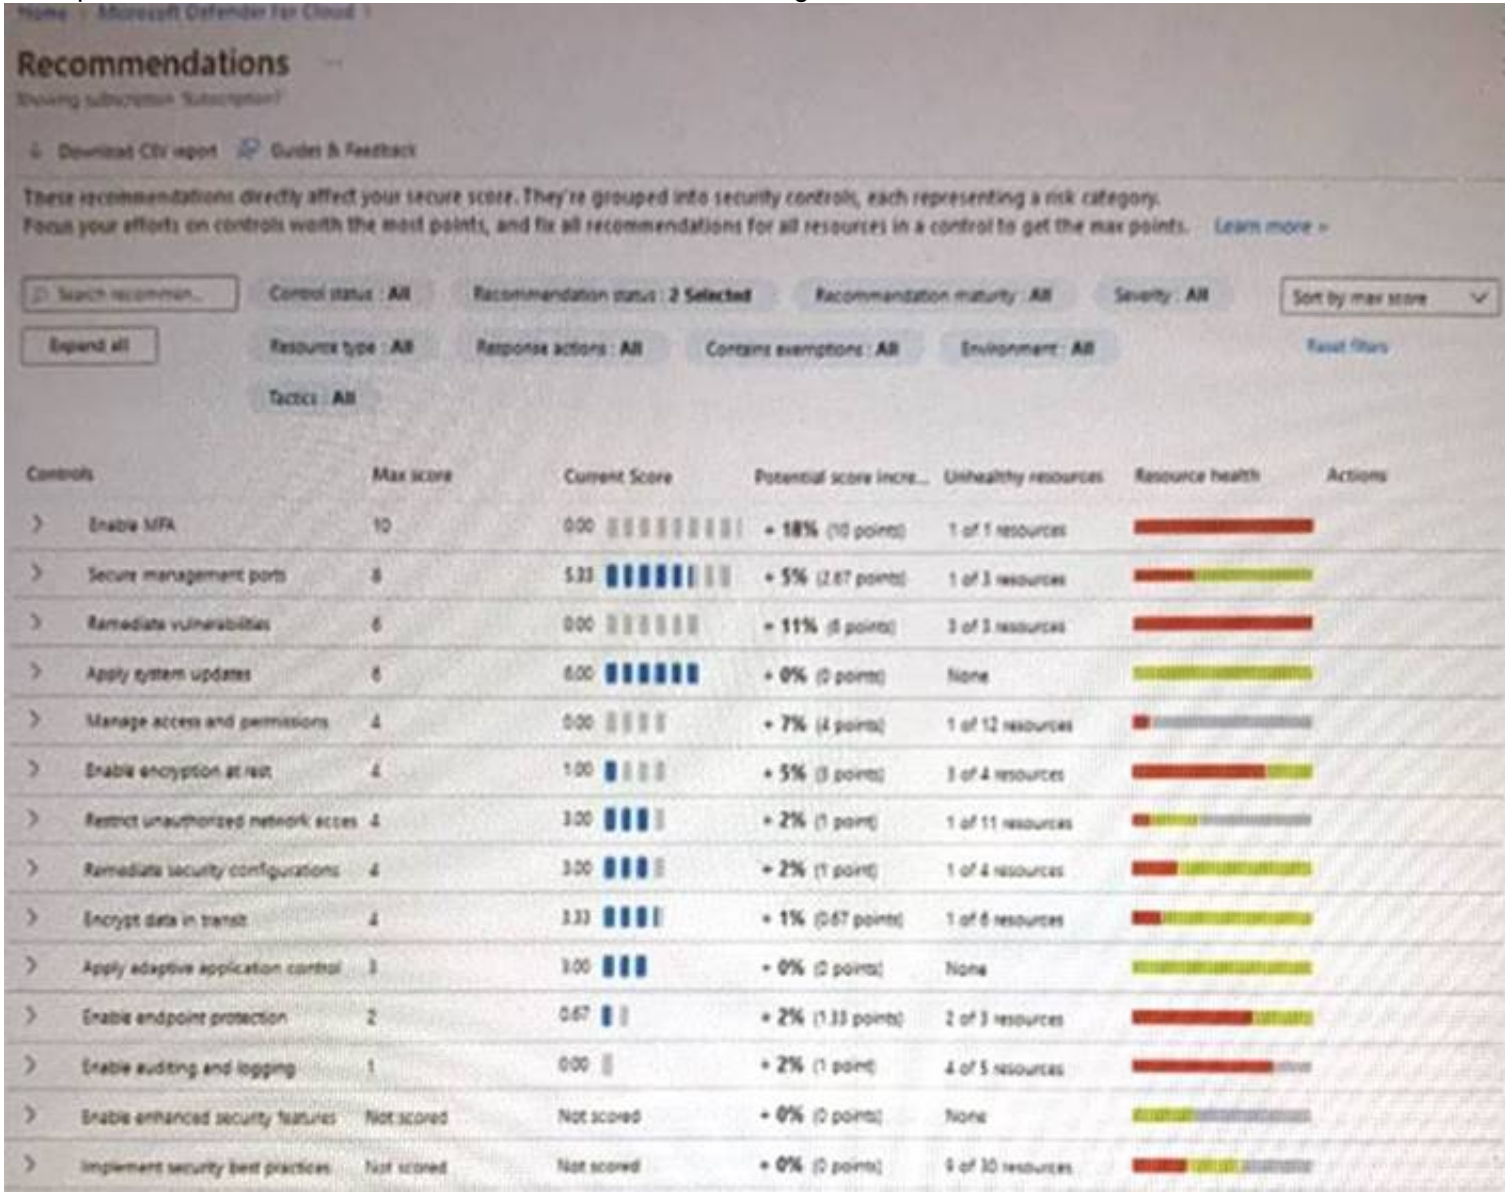 Home > Microsoft Defender for Cloud >
Recommendations ...
Showing subscription 'Subscription1'
Download CSV report Guides & Feedback
These recommendations directly affect your secure score. They're grouped into security controls, each representing a risk category.
Focus your efforts on controls worth the most points, and fix all recommendations for all resources in a control to get the max points. Learn more >
Search recommen... Control status : All Recommendation status : 2 Selected Recommendation maturity : All Severity : All Sort by max score
Expand all Resource type : All Response actions : All Contains exemptions : All Environment : All Reset filters
Tactics : All
Controls Max score Current Score Potential score incre... Unhealthy resources Resource health Actions
Enable MFA 10 0.00 + 18% (10 points) 1 of 1 resources
Secure management ports 8 5.33 + 5% (2.67 points) 1 of 3 resources
Remediate vulnerabilities 6 0.00 + 11% (6 points) 3 of 3 resources
Apply system updates 6 6.00 + 0% (0 points) None
Manage access and permissions 4 0.00 + 7% (4 points) 1 of 12 resources
Enable encryption at rest 4 1.00 + 5% (3 points) 3 of 4 resources
Restrict unauthorized network acces 4 3.00 + 2% (1 point) 1 of 11 resources
Remediate security configurations 4 3.00 + 2% (1 point) 1 of 4 resources
Encrypt data in transit 4 3.33 + 1% (0.67 points) 1 of 6 resources
Apply adaptive application control 3 3.00 + 0% (0 points) None
Enable endpoint protection 2 0.67 + 2% (1.33 points) 2 of 3 resources
Enable auditing and logging 1 0.00 + 2% (1 point) 4 of 5 resources
Enable enhanced security features Not scored Not scored + 0% (0 points) None
Implement security best practices Not scored Not scored + 0% (0 points) 9 of 30 resources